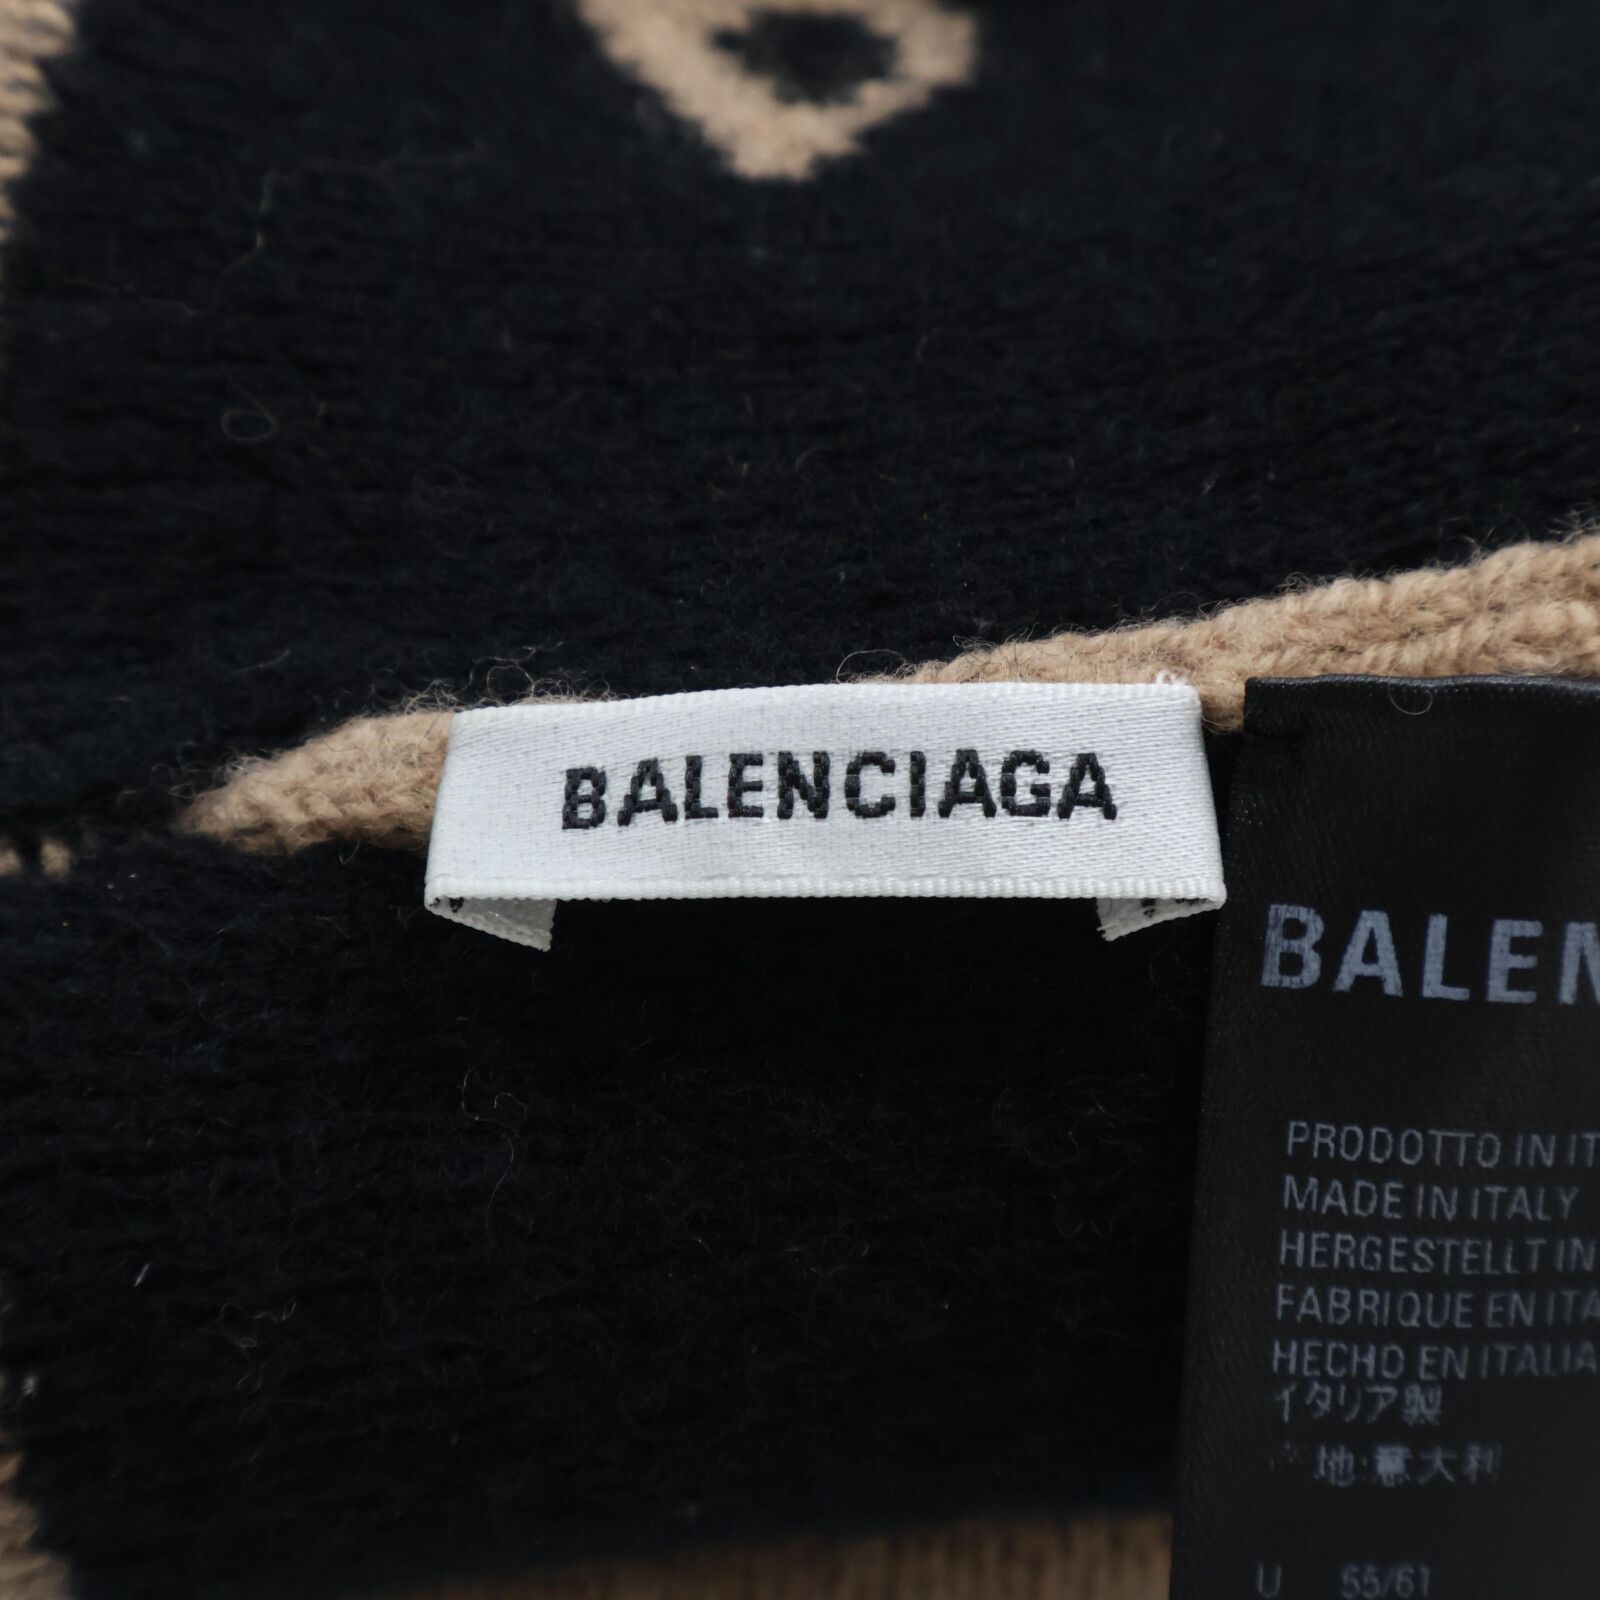 BALENCIAGA
BALEN
PRODOTTO IN IT
MADE IN ITALY
HERGESTELLT IN
FABRIQUE EN ITA
HECHO EN ITALIA
イタリア製
地:意大利
U 55/61